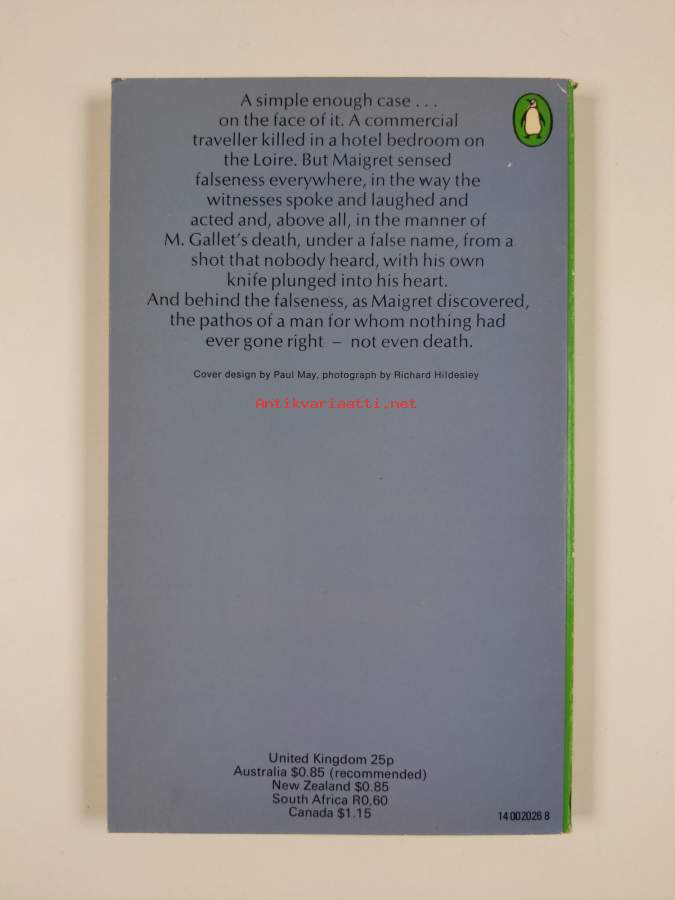 A simple enough case . . .
on the face of it. A commercial
traveller killed in a hotel bedroom on
the Loire. But Maigret sensed
falseness everywhere, in the way the
witnesses spoke and laughed and
acted and, above all, in the manner of
M. Gallet's death, under a false name, from a
shot that nobody heard, with his own
knife plunged into his heart.
And behind the falseness, as Maigret discovered,
the pathos of a man for whom nothing had
ever gone right – not even death.
Cover design by Paul May, photograph by Richard Hildesley
Antikvariaatti.net
United Kingdom 25p
Australia $0.85 (recommended)
New Zealand $0.85
South Africa R0,60
Canada $1.15
14 002026 8